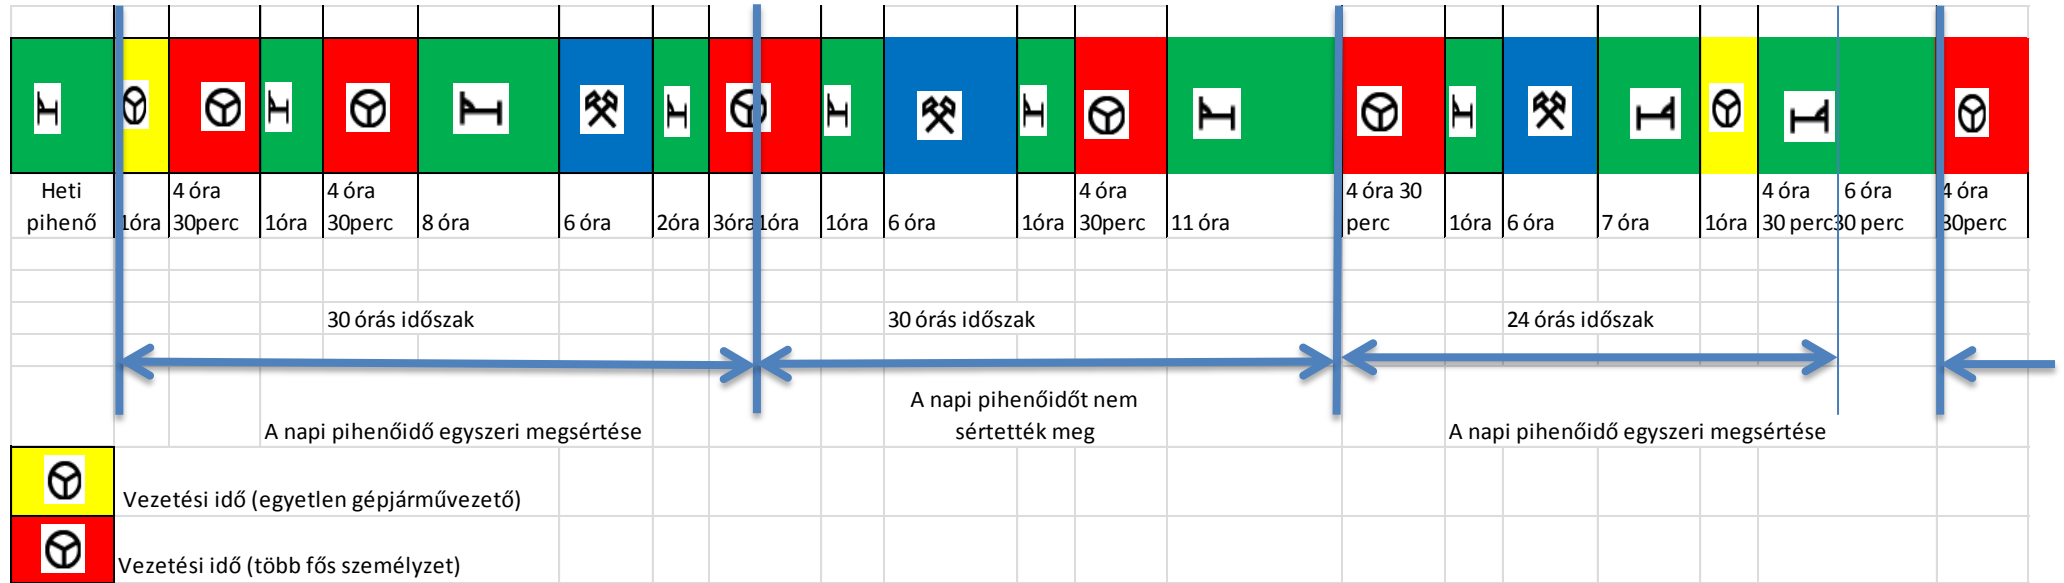 Heti
pihenő
1óra
4 óra
30perc
1óra
4 óra
30perc
8 óra
6 óra
2óra
3óra
1óra
1óra
6 óra
1óra
4 óra
30perc
11 óra
4 óra 30
perc
1óra
6 óra
7 óra
1óra
4 óra
30 perc
6 óra
30 perc
4 óra
30perc
30 órás időszak
30 órás időszak
24 órás időszak
A napi pihenőidő egyszeri megsértése
A napi pihenőidőt nem
sértették meg
A napi pihenőidő egyszeri megsértése
Vezetési idő (egyetlen gépjárművezető)
Vezetési idő (több fős személyzet)